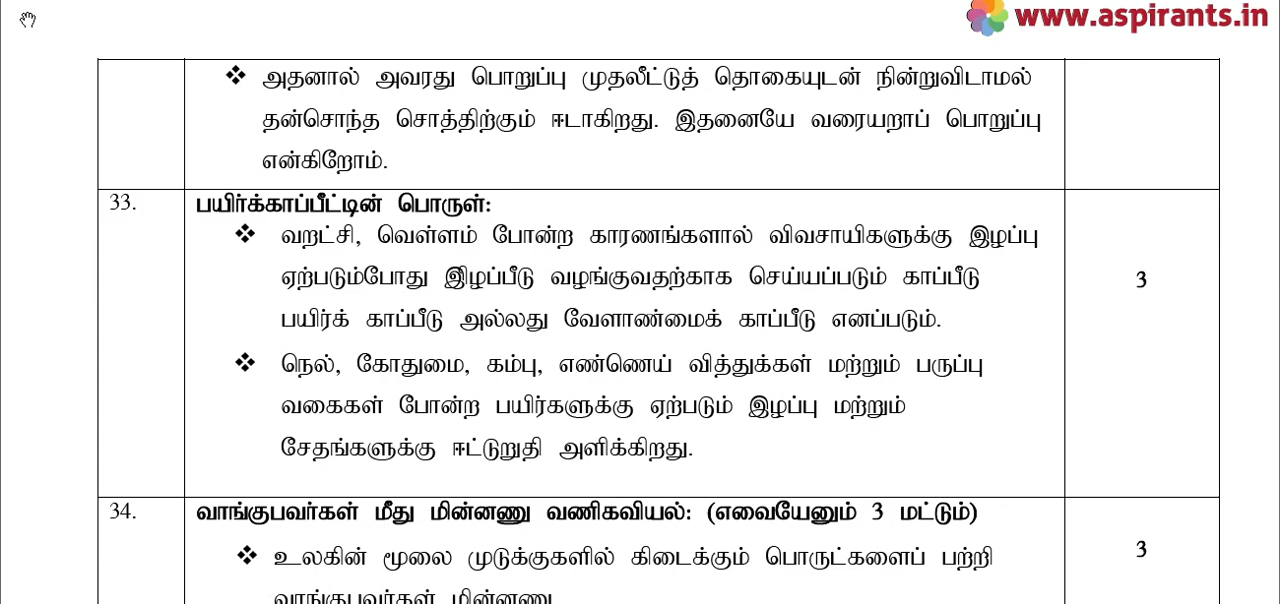 www.aspirants.in
❖ அதனால் அவரது பொறுப்பு முதலீட்டுத் தொகையுடன் நின்றுவிடாமல்
தன்சொந்த சொத்திற்கும் ஈடாகிறது. இதனையே வரையறாப் பொறுப்பு
என்கிறோம்.
33. பயிர்க்காப்பீட்டின் பொருள்:
❖ வறட்சி, வெள்ளம் போன்ற காரணங்களால் விவசாயிகளுக்கு இழப்பு
ஏற்படும்போது இழப்பீடு வழங்குவதற்காக செய்யப்படும் காப்பீடு
3
பயிர்க் காப்பீடு அல்லது வேளாண்மைக் காப்பீடு எனப்படும்.
❖ நெல், கோதுமை, கம்பு, எண்ணெய் வித்துக்கள் மற்றும் பருப்பு
வகைகள் போன்ற பயிர்களுக்கு ஏற்படும் இழப்பு மற்றும்
சேதங்களுக்கு ஈட்டுறுதி அளிக்கிறது.
34. வாங்குபவர்கள் மீது மின்னணு வணிகவியல்: (எவையேனும் 3 மட்டும்)
3
❖ உலகின் மூலை முடுக்குகளில் கிடைக்கும் பொருட்களைப் பற்றி
வாங்குபவர்கள் மின்னணு